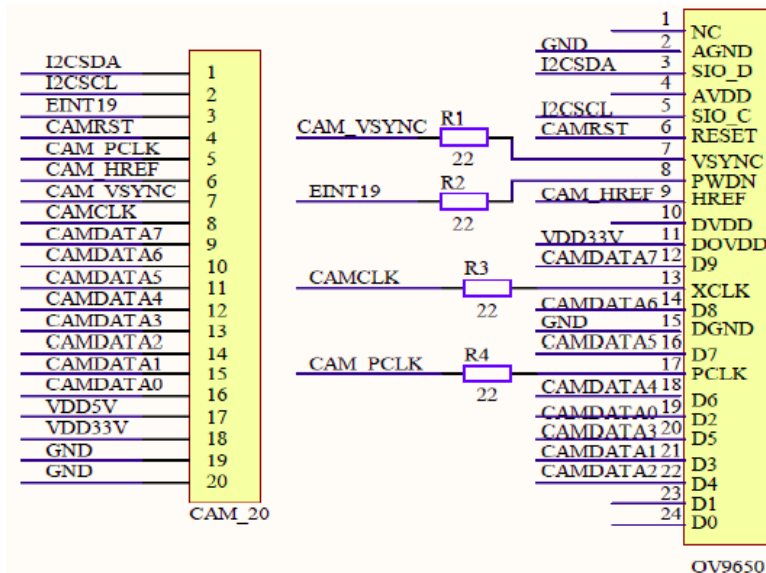 I2CSDA 1
I2CSCL 2
EINT19 3
CAMRST 4
CAM_PCLK 5
CAM_HREF 6
CAM_VSYNC 7
CAMCLK 8
CAMDATA7 9
CAMDATA6 10
CAMDATA5 11
CAMDATA4 12
CAMDATA3 13
CAMDATA2 14
CAMDATA1 15
CAMDATA0 16
VDD5V 17
VDD33V 18
GND 19
GND 20
CAM_20
CAM_VSYNC R1 22
EINT19 R2 22
CAMCLK R3 22
CAM_PCLK R4 22
1 NC
GND 2 AGND
I2CSDA 3 SIO_D
4 AVDD
I2CSCL 5 SIO_C
CAMRST 6 RESET
7 VSYNC
8 PWDN
CAM_HREF 9 HREF
10 DVDD
VDD33V 11 DOVDD
CAMDATA7 12 D9
13 XCLK
CAMDATA6 14 D8
GND 15 DGND
CAMDATA5 16 D7
17 PCLK
CAMDATA4 18 D6
CAMDATA0 19 D2
CAMDATA3 20 D5
CAMDATA1 21 D3
CAMDATA2 22 D4
23 D1
24 D0
OV9650